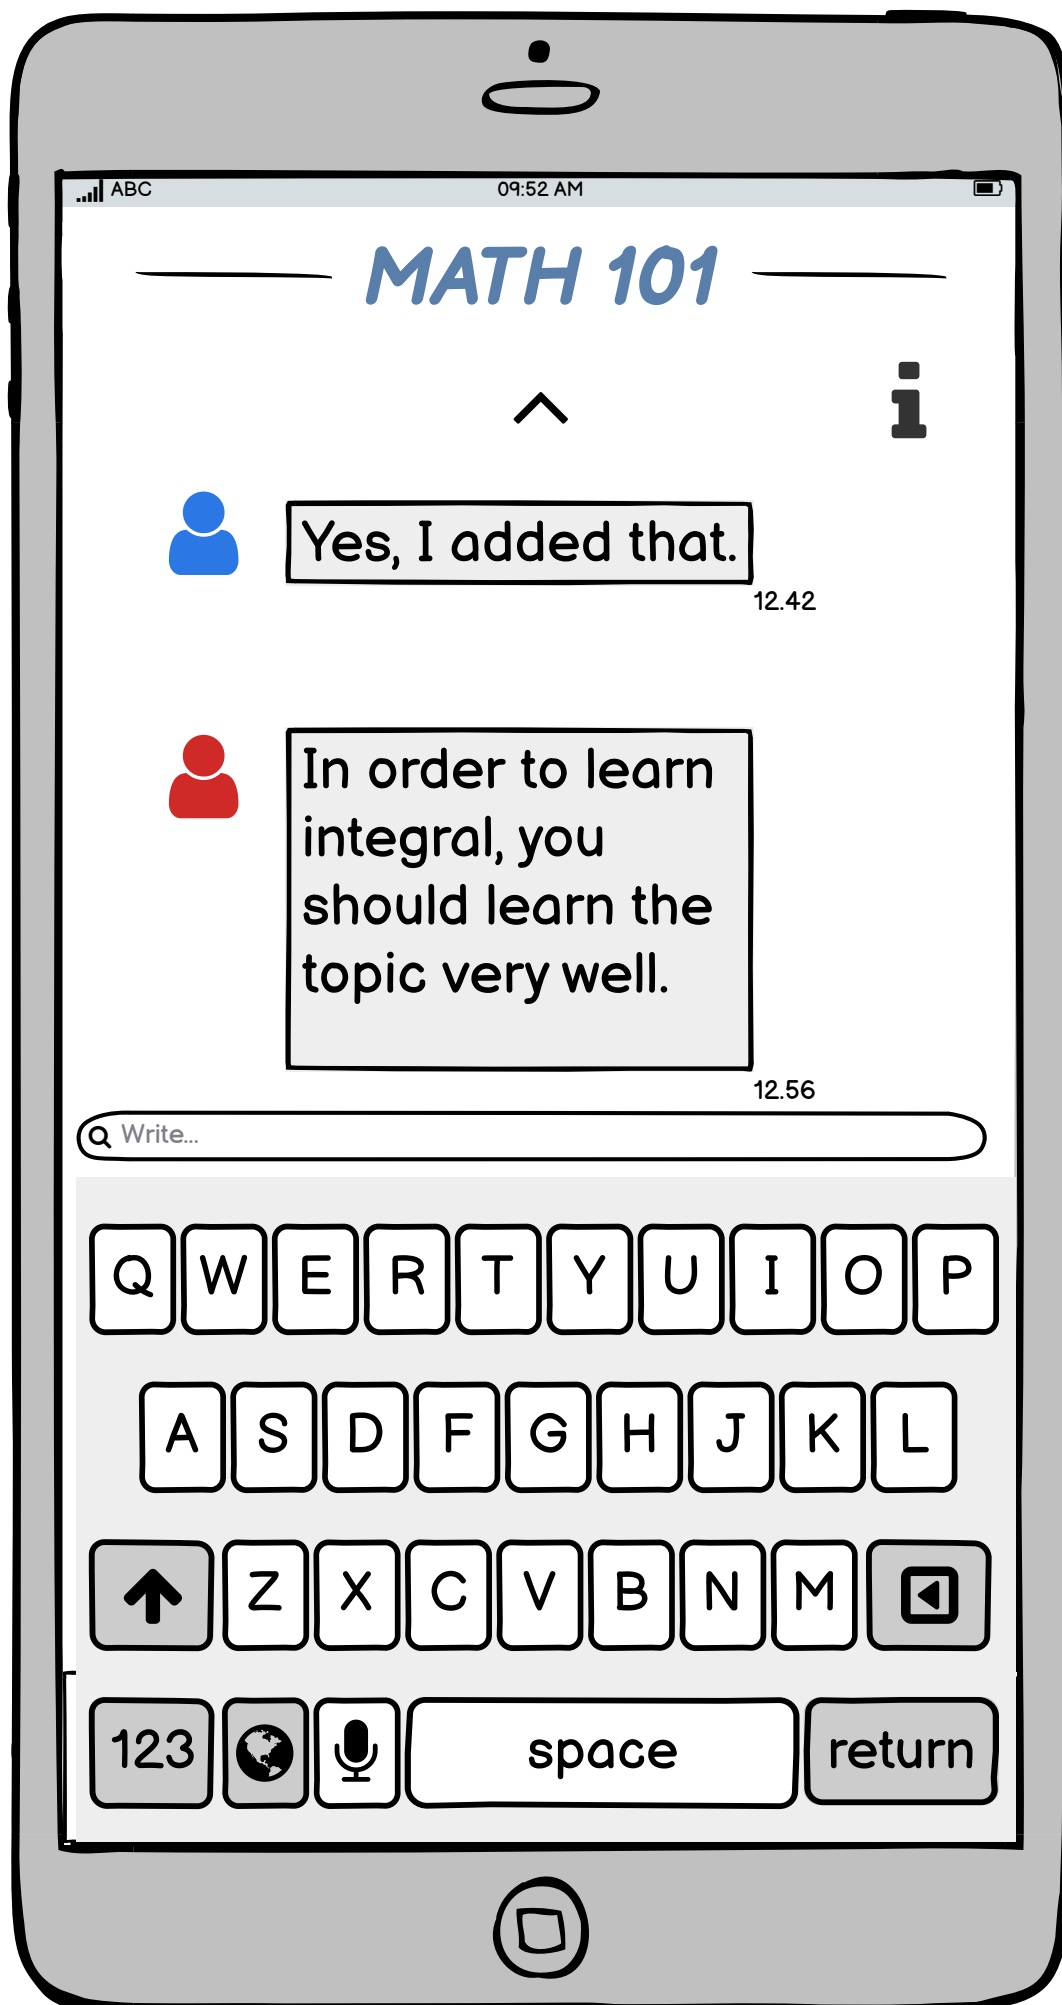 ABC 09:52 AM
MATH 101
i
Yes, I added that.
12.42
In order to learn
integral, you
should learn the
topic very well.
12.56
Write...
Q W E R T Y U I O P
A S D F G H J K L
Z X C V B N M
123 space return